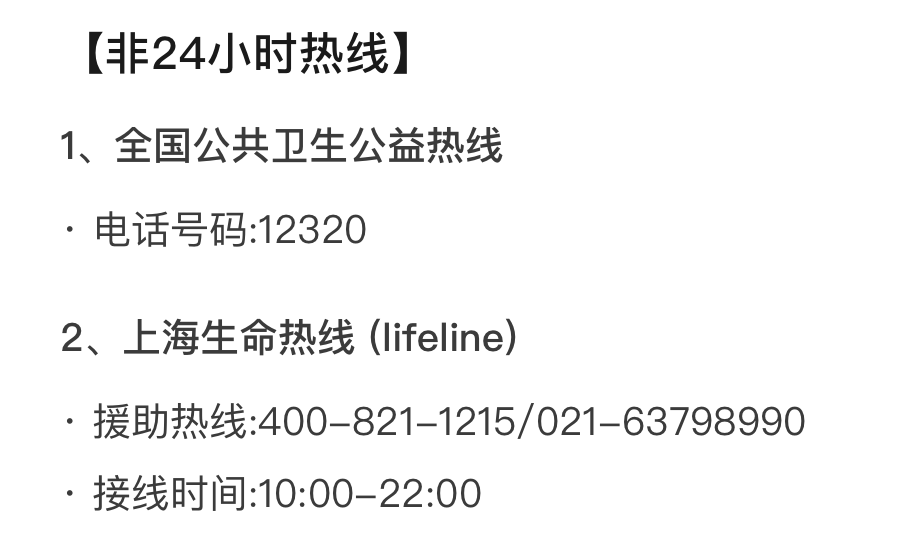 【非24小时热线】
1、全国公共卫生公益热线
· 电话号码:12320
2、上海生命热线 (lifeline)
· 援助热线:400-821-1215/021-63798990
· 接线时间:10:00-22:00